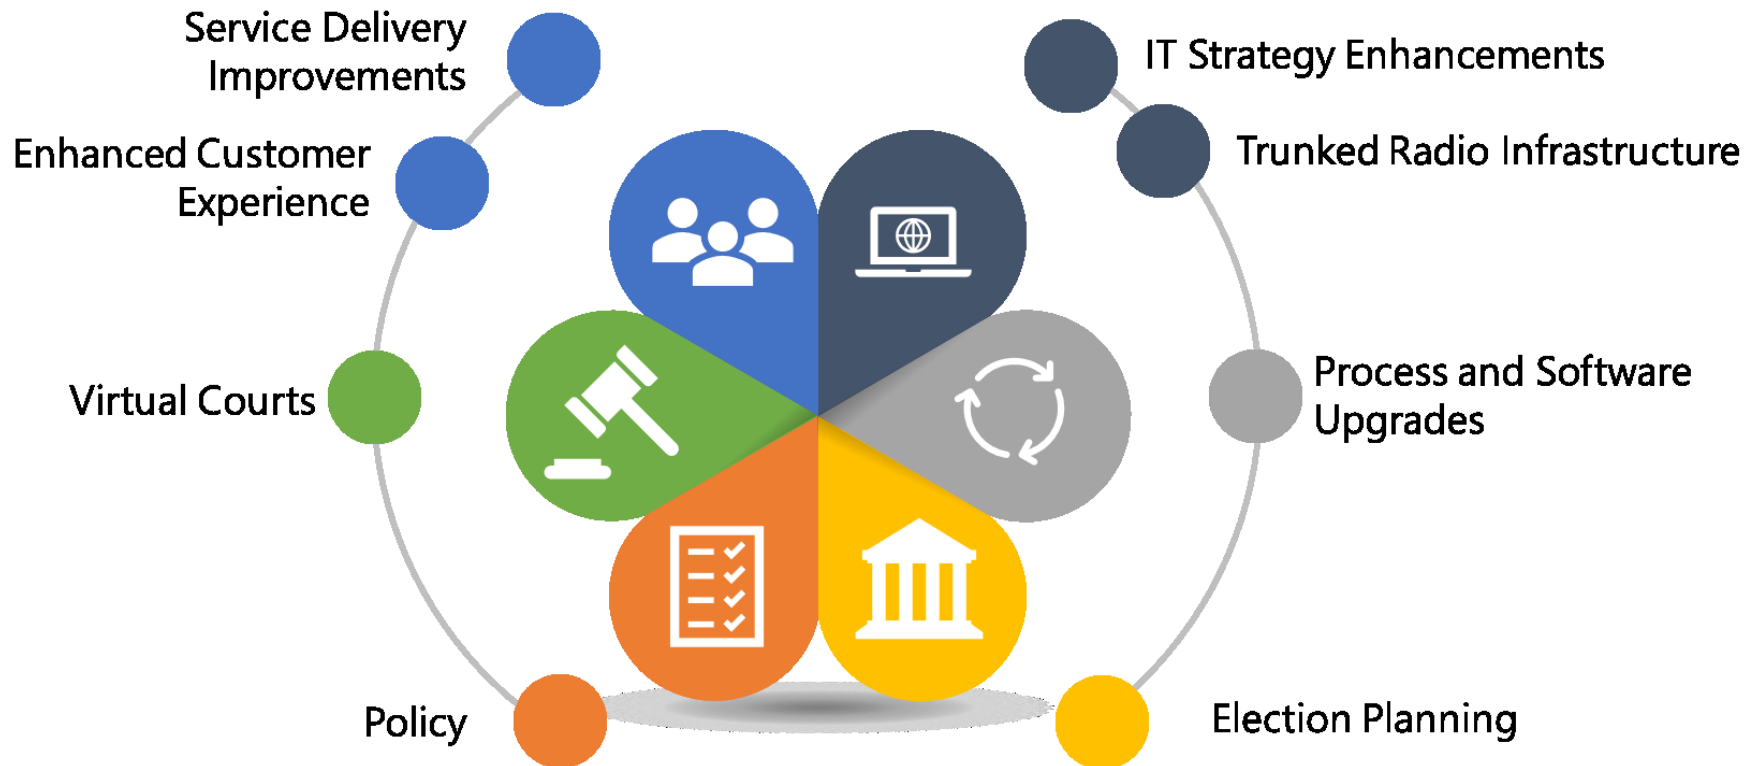 Service Delivery
Improvements
Enhanced Customer
Experience
Virtual Courts
Policy
IT Strategy Enhancements
Trunked Radio Infrastructure
Process and Software
Upgrades
Election Planning